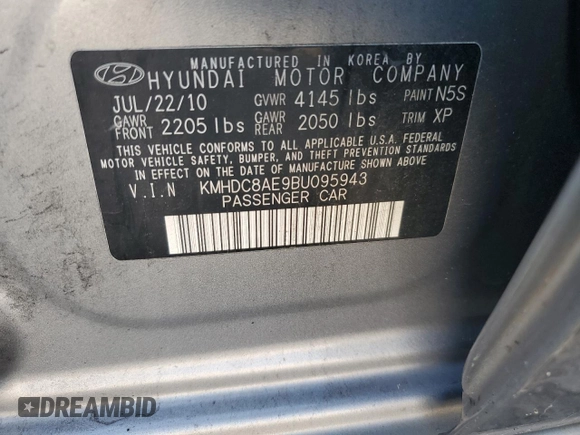 MANUFACTURED IN KOREA BY
HYUNDAI MOTOR COMPANY
JUL/22/10 GVWR 4145 lbs PAINT N5S
GAWR FRONT 2205 lbs GAWR REAR 2050 lbs TRIM XP
THIS VEHICLE CONFORMS TO ALL APPLICABLE U.S.A. FEDERAL
MOTOR VEHICLE SAFETY, BUMPER, AND THEFT PREVENTION STANDARDS
IN EFFECT ON THE DATE OF MANUFACTURE SHOWN ABOVE.
V.I.N KMHDC8AE9BU095943
PASSENGER CAR
DREAMBID